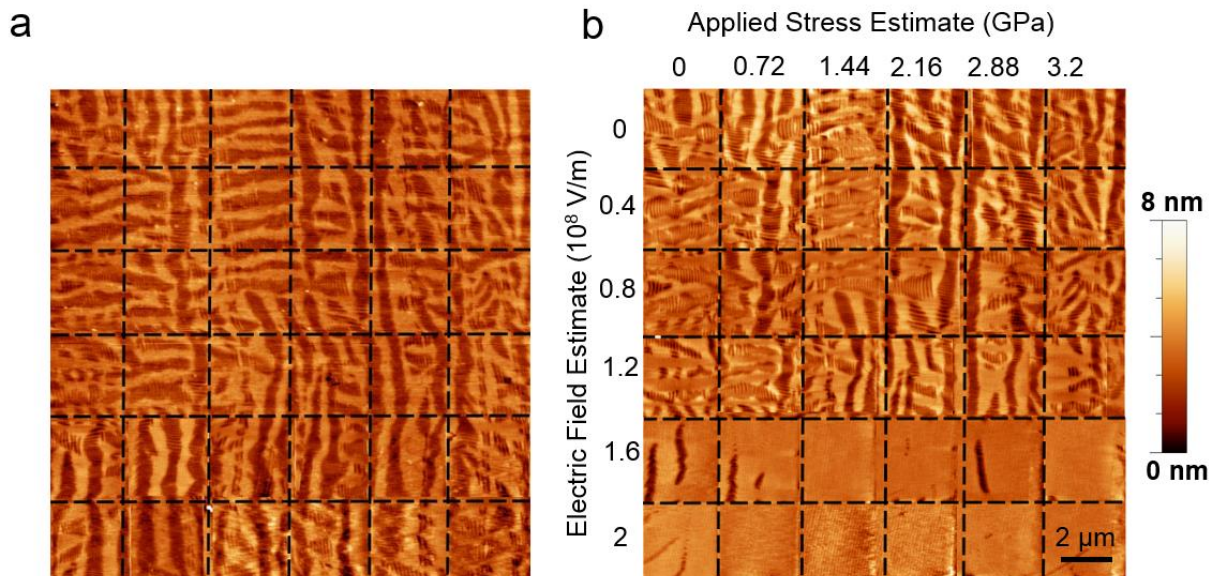 a
b
Applied Stress Estimate (GPa)
0 0.72 1.44 2.16 2.88 3.2
Electric Field Estimate (10⁸ V/m)
0
0.4
0.8
1.2
1.6
2
8 nm
0 nm
2 µm